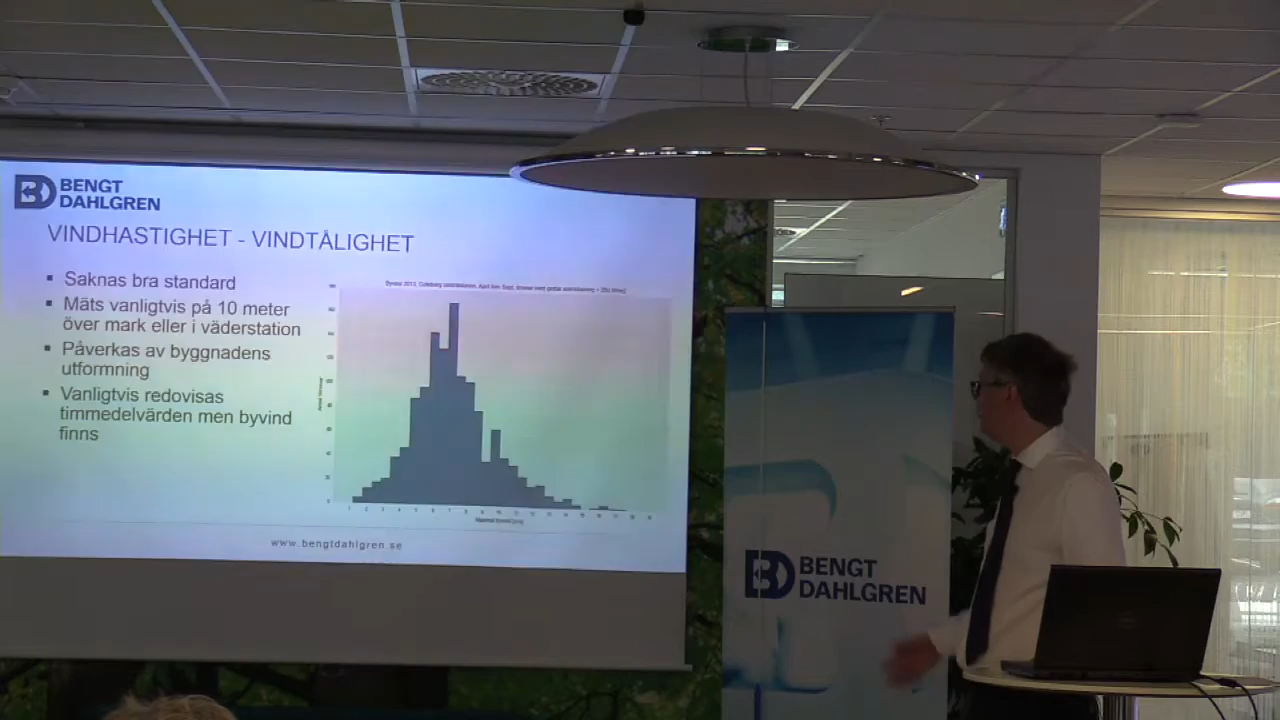 BENGT
DAHLGREN
VINDHASTIGHET - VINDTÅLIGHET
▪ Saknas bra standard
▪ Mäts vanligtvis på 10 meter
över mark eller i väderstation
▪ Påverkas av byggnadens
utformning
▪ Vanligtvis redovisas
timmedelvärden men byvind
finns
www.bengtdahlgren.se
BENGT
DAHLGREN